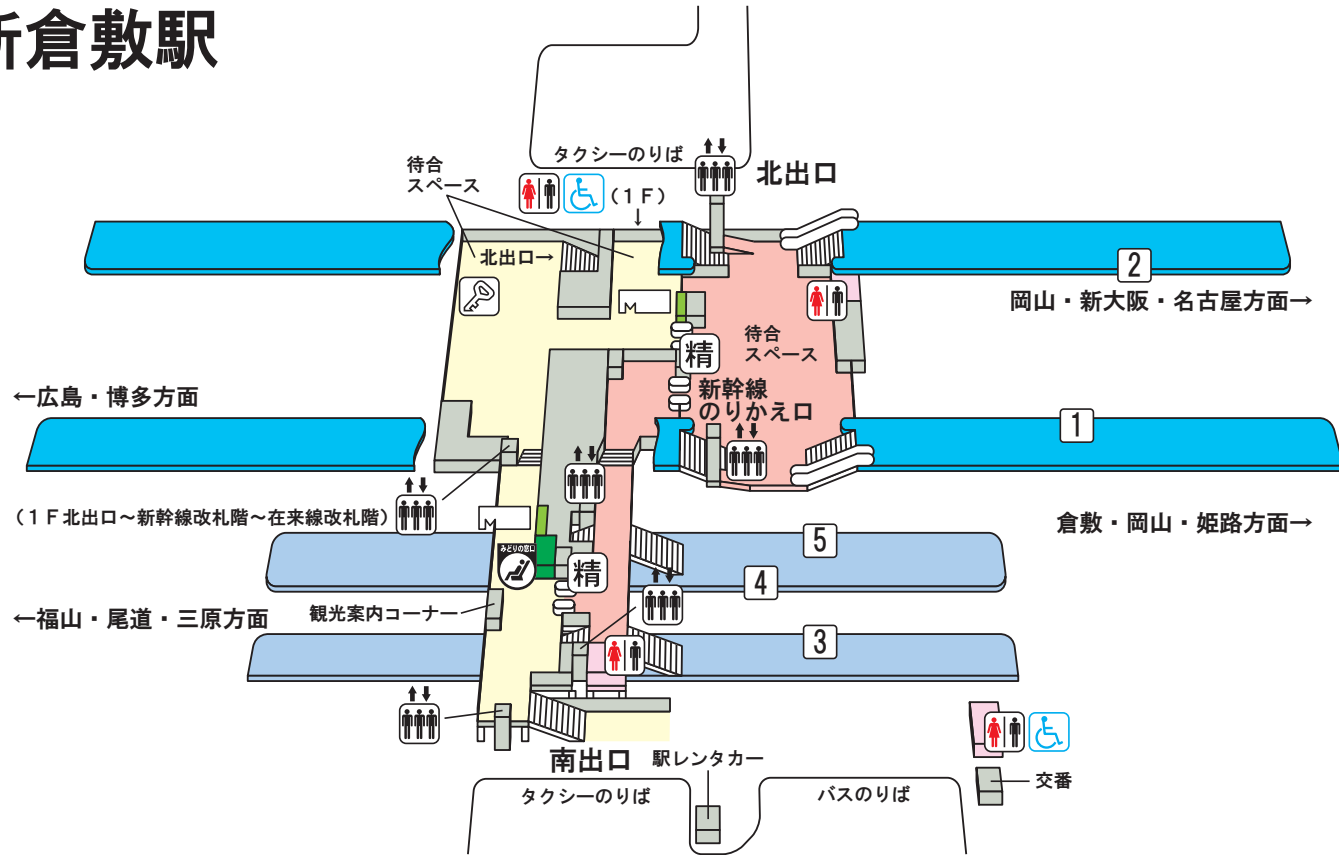 新倉敷駅
タクシーのりば
北出口
待合
スペース
(1F)
↓
北出口→
2
岡山・新大阪・名古屋方面→
M
待合
スペース
精
新幹線
のりかえ口
←広島・博多方面
1
(1F北出口~新幹線改札階~在来線改札階)
倉敷・岡山・姫路方面→
M
みどりの窓口
5
精
4
←福山・尾道・三原方面
観光案内コーナー
3
南出口
駅レンタカー
タクシーのりば
バスのりば
交番